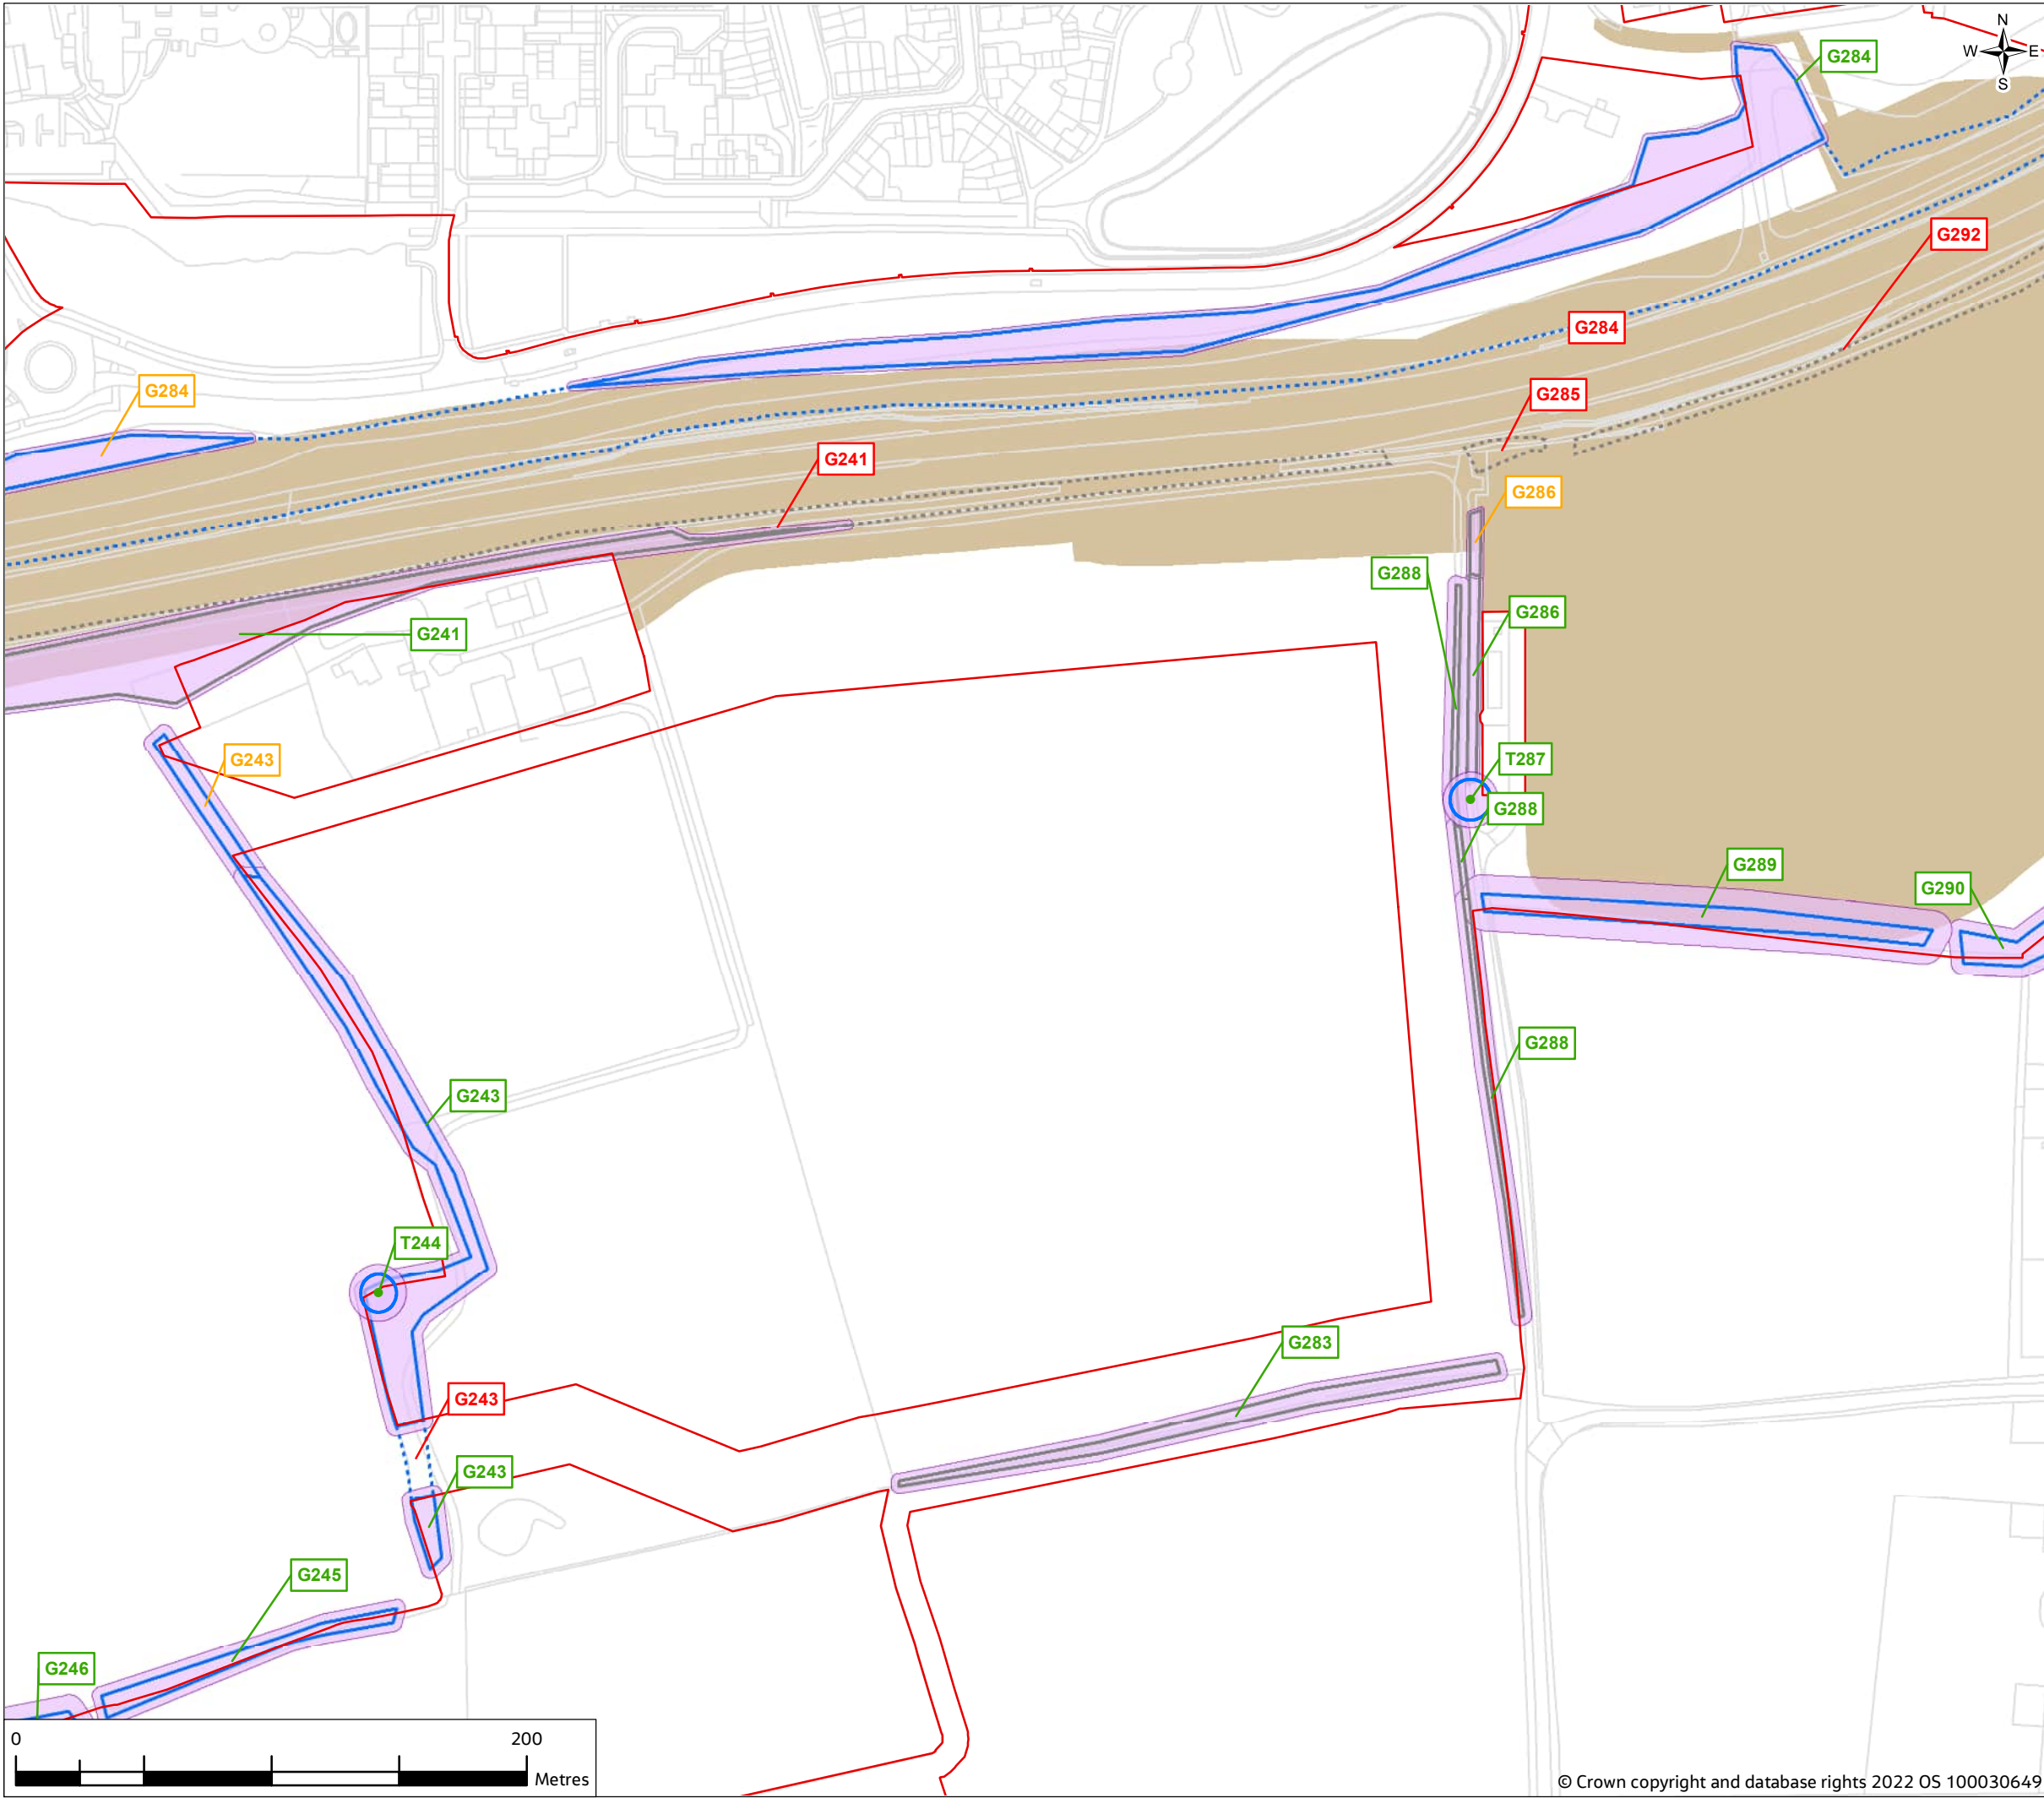 N
W E
S
G284
G292
G284
G284
G285
G241
G286
G288
G286
G241
G243
T287
G288
G289
G290
G288
G243
T244
G283
G243
G243
G245
G246
0 200
Metres
© Crown copyright and database rights 2022 OS 100030649